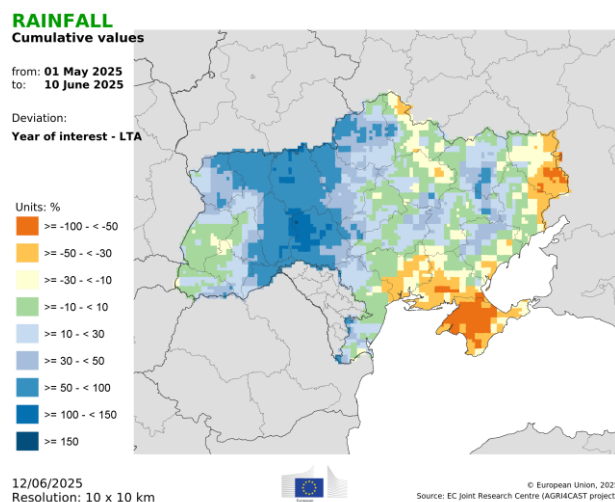 RAINFALL
Cumulative values
from: 01 May 2025
to: 10 June 2025
Deviation:
Year of interest - LTA
Units: %
>= -100 - < -50
>= -50 - < -30
>= -30 - < -10
>= -10 - < 10
>= 10 - < 30
>= 30 - < 50
>= 50 - < 100
>= 100 - < 150
>= 150
12/06/2025
Resolution: 10 x 10 km
© European Union, 202
Source: EC Joint Research Centre (AGRI4CAST project